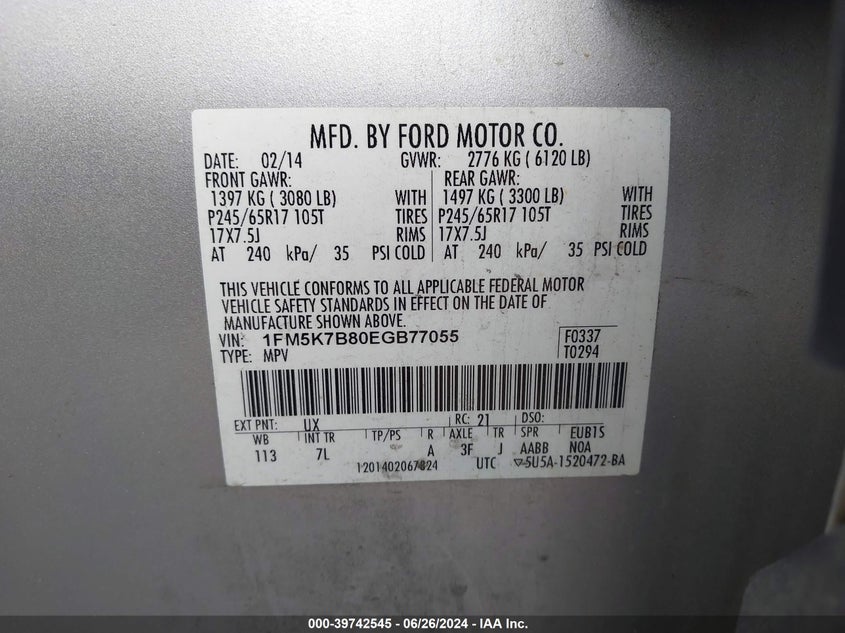 MFD. BY FORD MOTOR CO.
DATE: 02/14 GVWR: 2776 KG ( 6120 LB)
FRONT GAWR: REAR GAWR:
1397 KG ( 3080 LB) WITH 1497 KG ( 3300 LB) WITH
P245/65R17 105T TIRES P245/65R17 105T TIRES
17X7.5J RIMS 17X7.5J RIMS
AT 240 kPa/ 35 PSI COLD AT 240 kPa/ 35 PSI COLD
THIS VEHICLE CONFORMS TO ALL APPLICABLE FEDERAL MOTOR
VEHICLE SAFETY STANDARDS IN EFFECT ON THE DATE OF
MANUFACTURE SHOWN ABOVE.
VIN: 1FM5K7B80EGB77055 F0337
TYPE: MPV T0294
EXT PNT: UX RC: 21 DSO:
WB INT TR TP/PS R AXLE TR SPR EUB1S
113 7L A 3F J AABB N0A
1201402067824 UTC ▽5U5A-1520472-BA
000-39742545 - 06/26/2024 - IAA Inc.